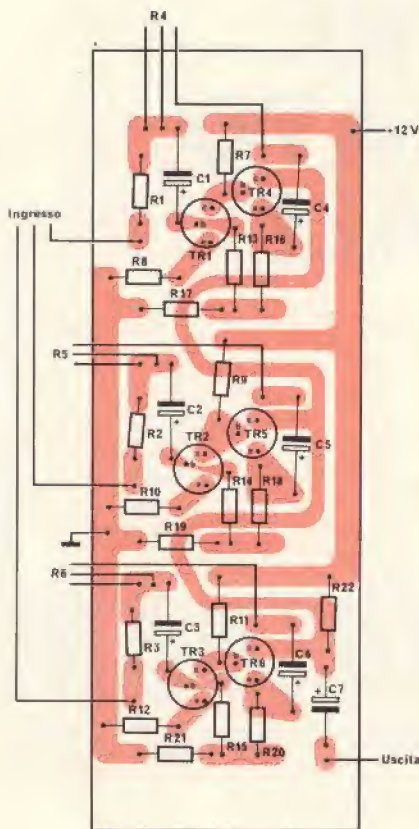 R4
+12 V
R7
C1
TR4
R1
C4
Ingresso
TR1
R13
R16
R8
R17
R5
R9
C2
TR5
R2
TR2
C5
R14
R18
R10
R19
R6
R22
R11
C3
C6
R3
TR3
TR6
C7
R12
R15
R20
R21
Uscita